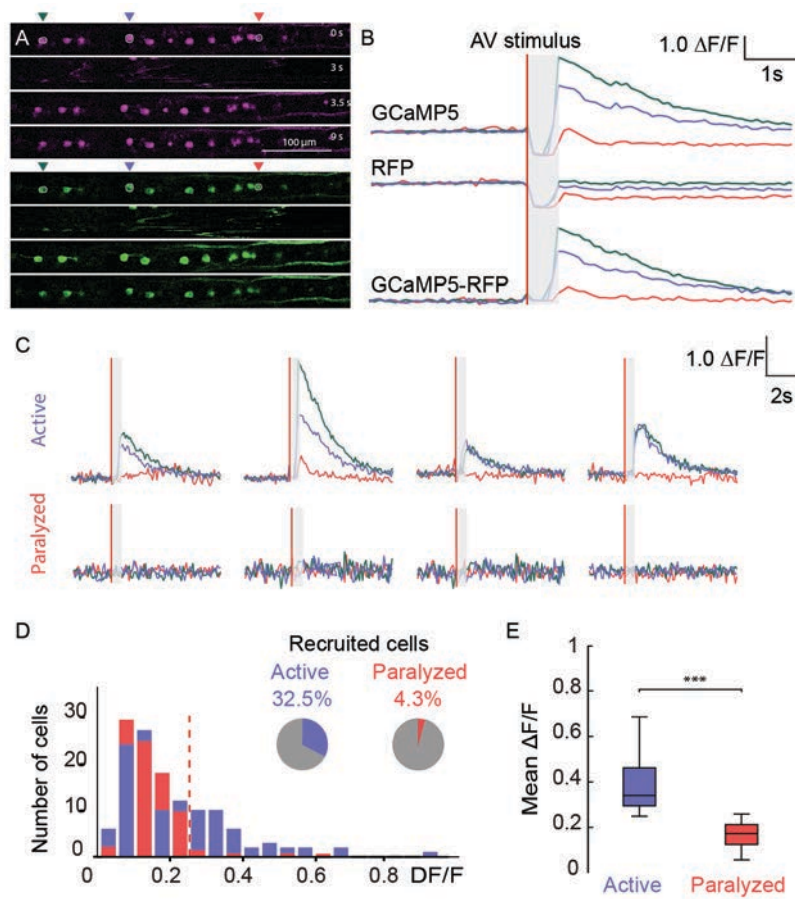 A
0 s
3 s
3.5 s
9 s
100 µm
B
AV stimulus
1.0 ΔF/F
1s
GCaMP5
RFP
GCaMP5-RFP
C
1.0 ΔF/F
2s
Active
Paralyzed
D
Recruited cells
Active
Paralyzed
32.5%
4.3%
Number of cells
30
20
10
0
0
0.2
0.4
0.6
0.8
DF/F
E
***
Mean ΔF/F
1
0.8
0.6
0.4
0.2
0
Active
Paralyzed